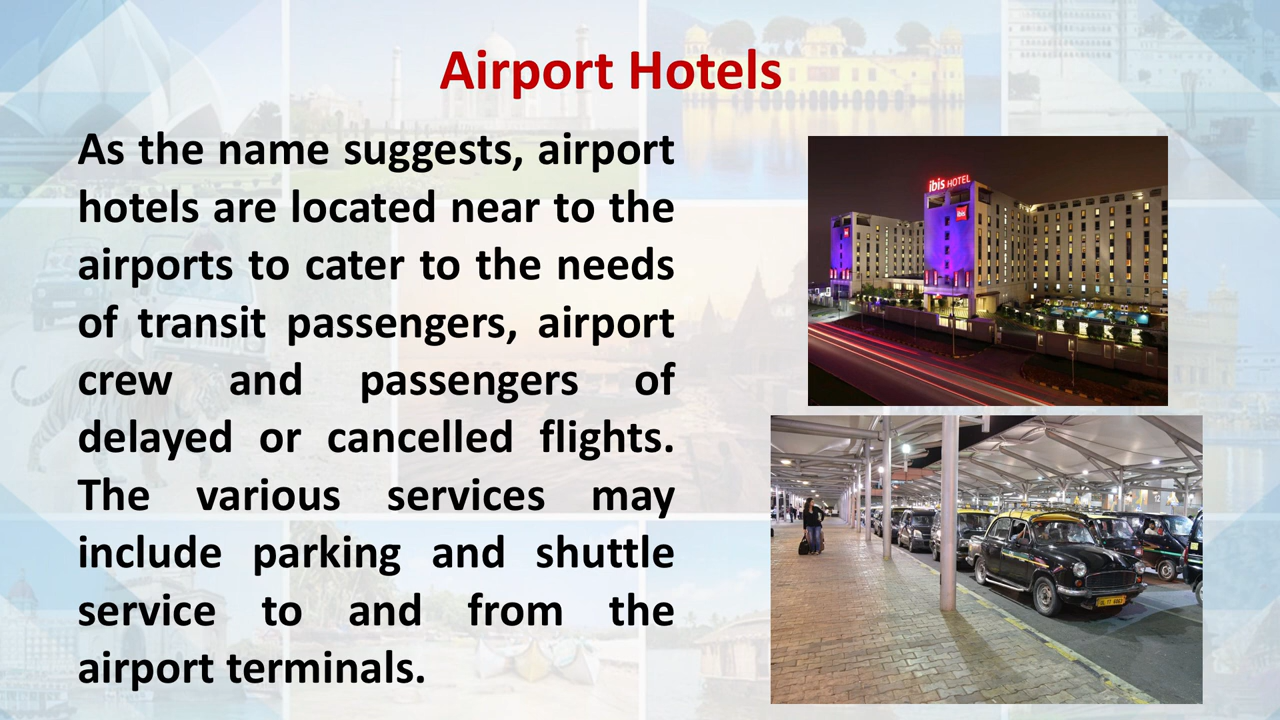 Airport Hotels
As the name suggests, airport
hotels are located near to the
airports to cater to the needs
of transit passengers, airport
crew and passengers of
delayed or cancelled flights.
The various services may
include parking and shuttle
service to and from the
airport terminals.
ibis HOTEL
ibis